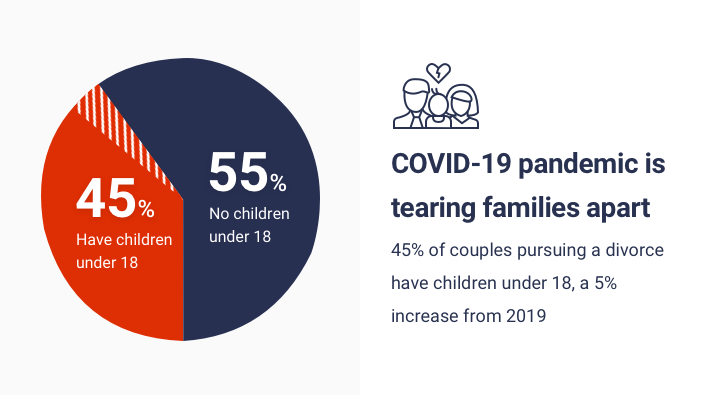 45%
Have children
under 18
55%
No children
under 18
COVID-19 pandemic is
tearing families apart
45% of couples pursuing a divorce
have children under 18, a 5%
increase from 2019